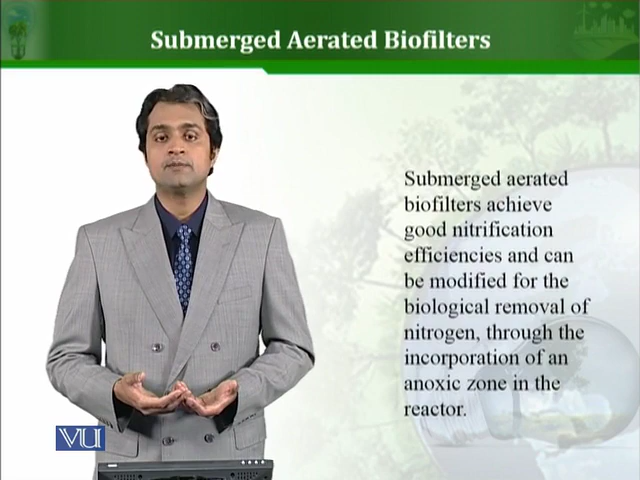 Submerged Aerated Biofilters
Submerged aerated
biofilters achieve
good nitrification
efficiencies and can
be modified for the
biological removal of
nitrogen, through the
incorporation of an
anoxic zone in the
reactor.
VU